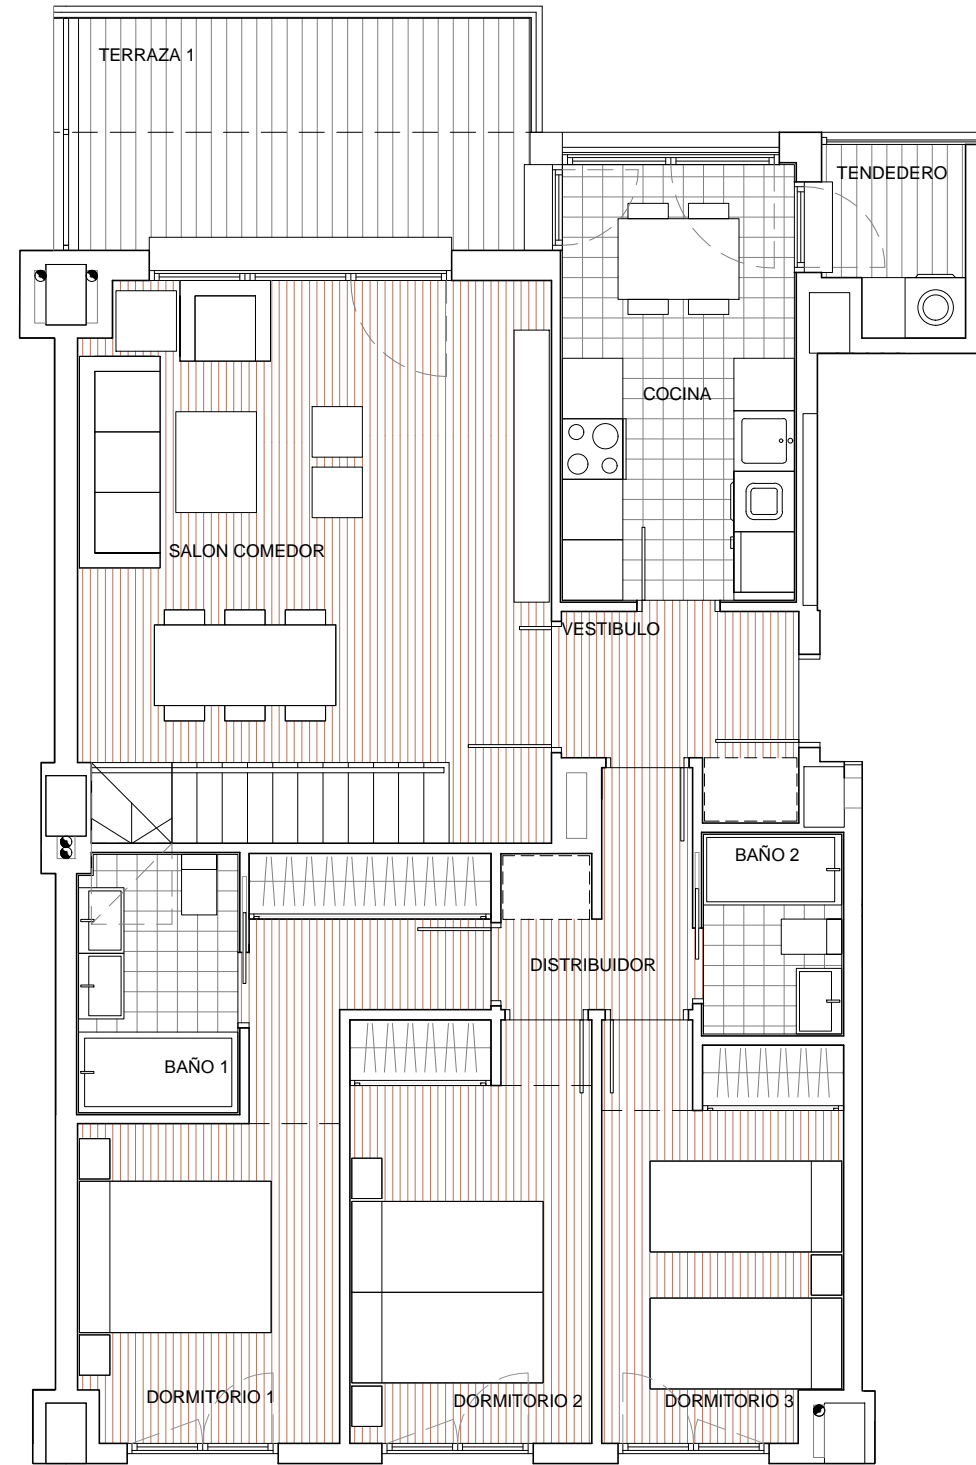 TERRAZA 1
TENDEDERO
COCINA
SALON COMEDOR
VESTIBULO
BAÑO 2
DISTRIBUIDOR
BAÑO 1
DORMITORIO 1
DORMITORIO 2
DORMITORIO 3